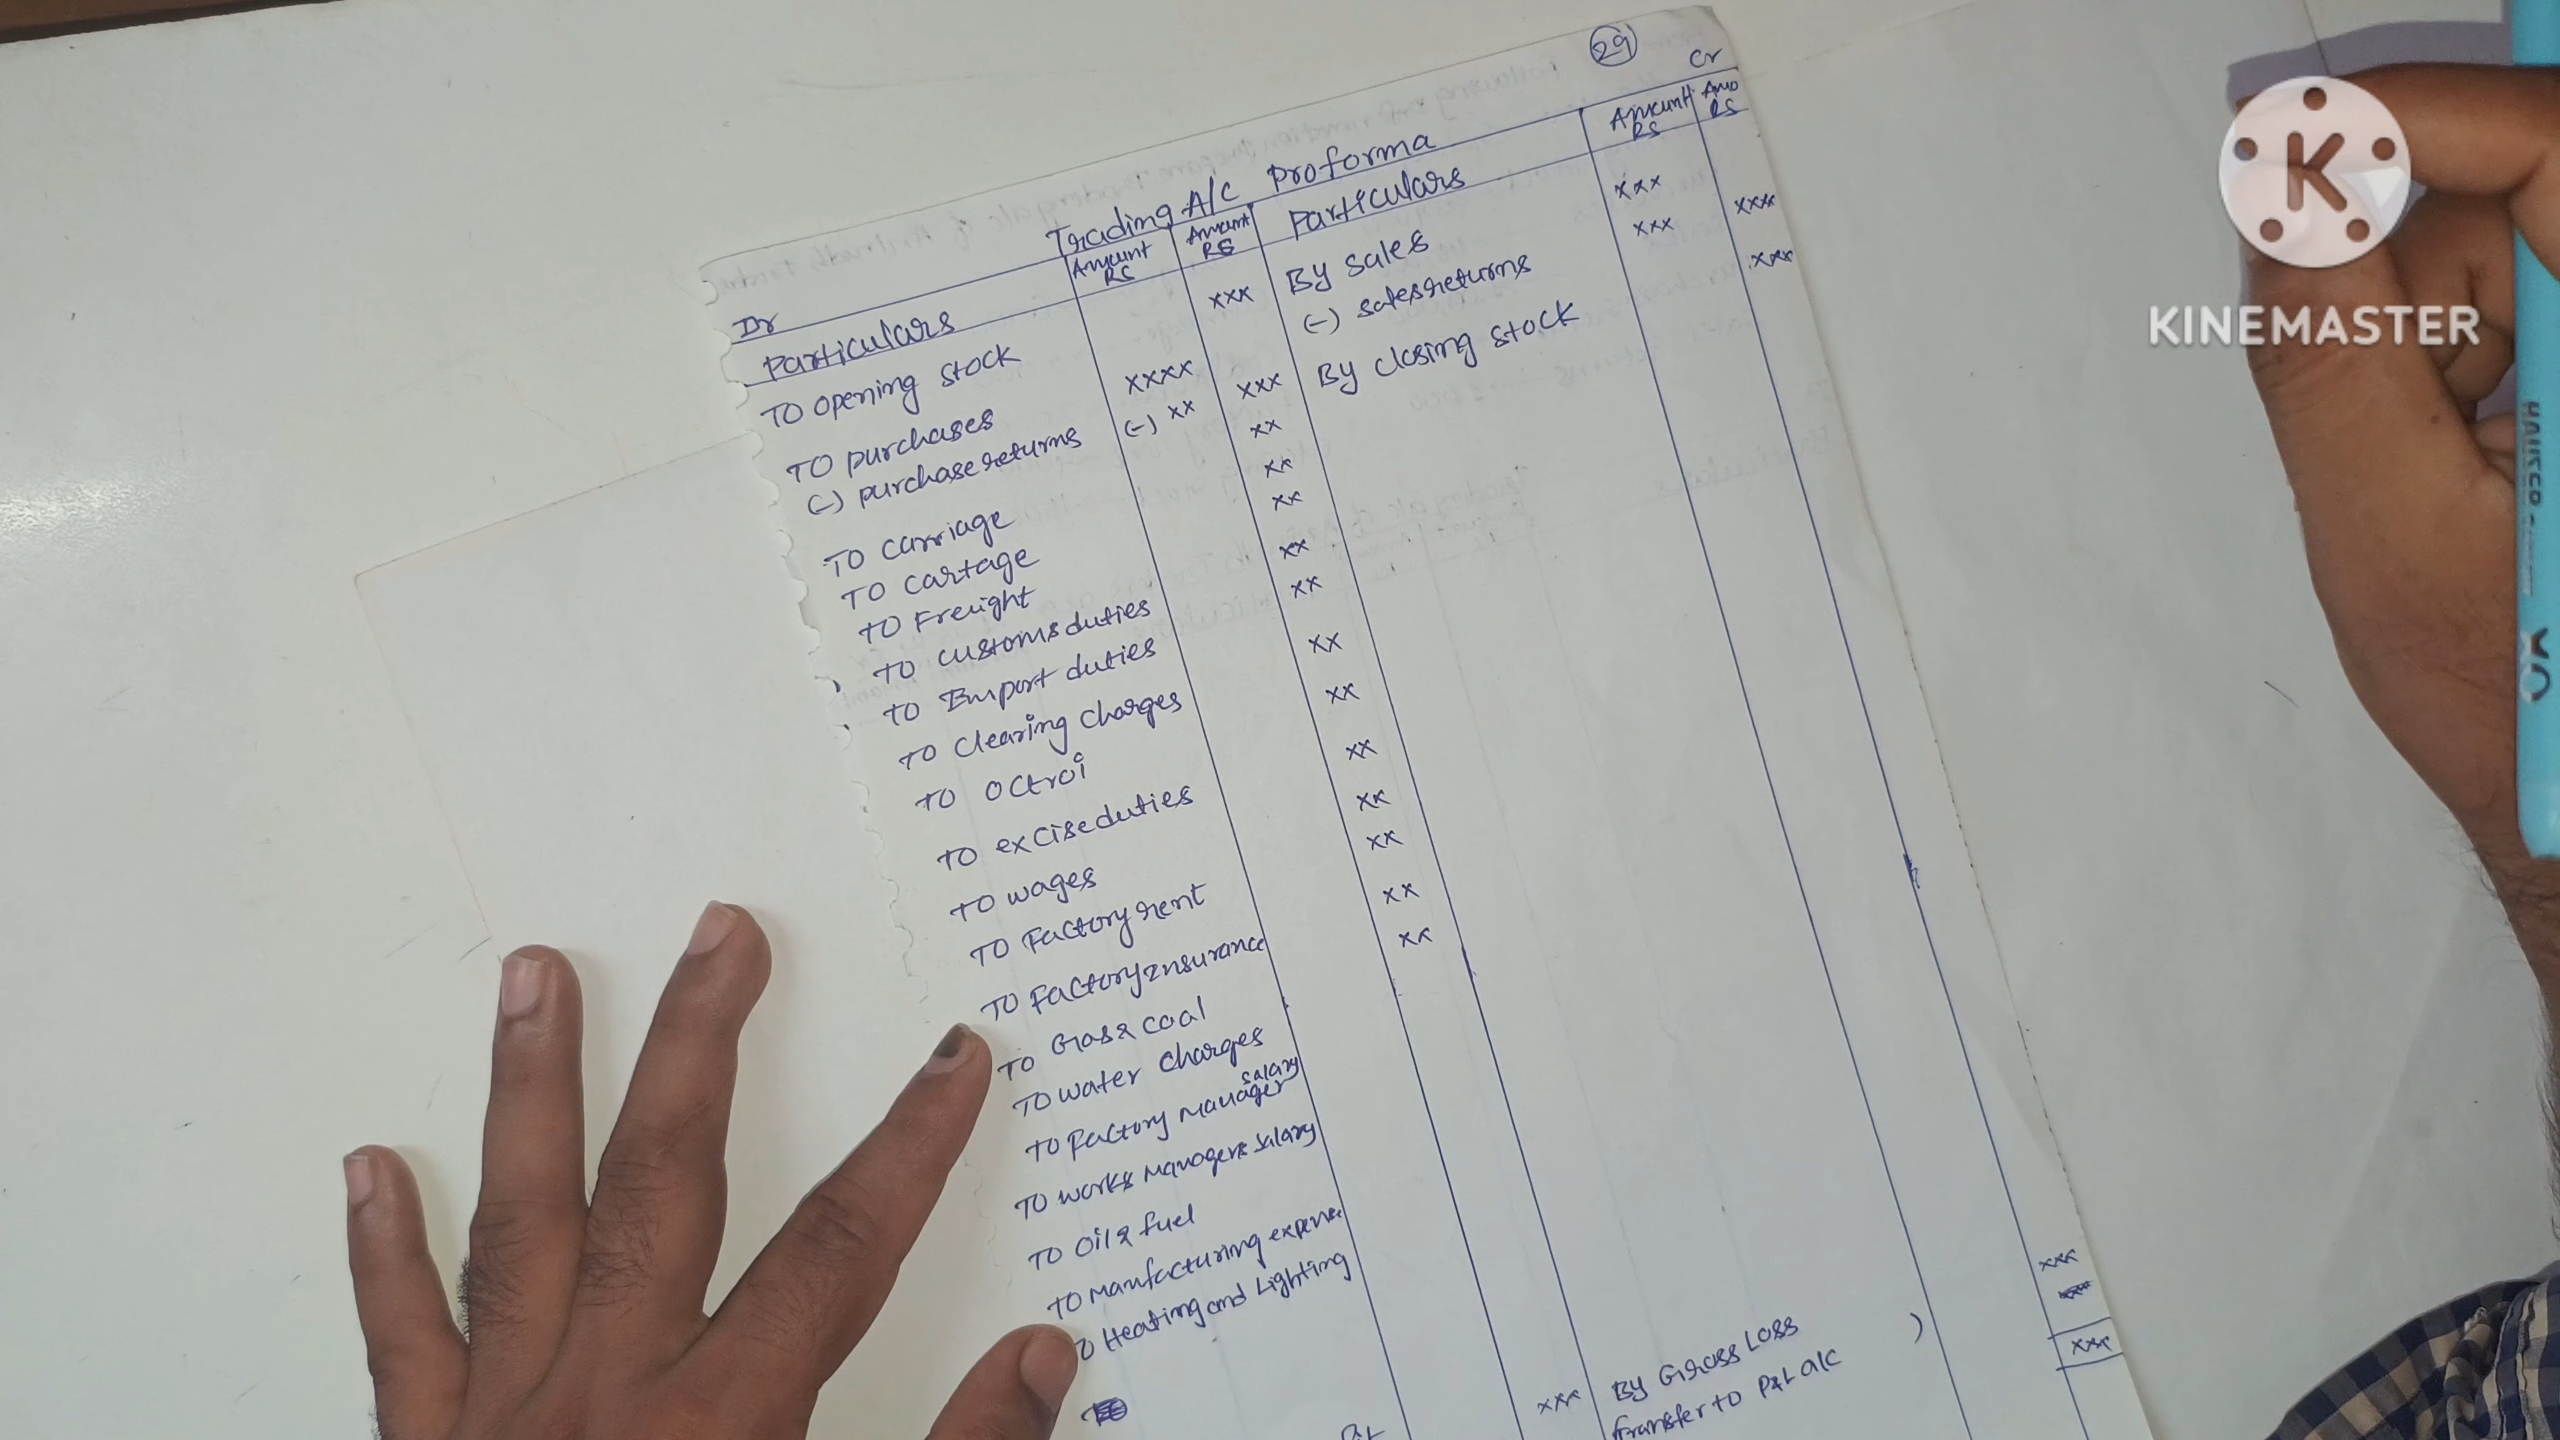 29
Trading A/C Proforma
Dr
Cr
Particulars
Amount
RS
Amount
RS
Particulars
Amount
RS
Amo
RS
TO opening stock
xxx
TO purchases
xxxx
(-) purchase returns
(-) xx
xxx
TO carriage
xx
TO cartage
xx
TO Freight
xx
TO customs duties
xx
TO Import duties
xx
TO clearing charges
xx
TO octroi
xx
TO excise duties
xx
TO wages
xx
TO Factory rent
xx
TO Factory Insurance
xx
TO Gas & coal
xx
TO water charges
TO Factory manager salary
TO works managers salary
TO oil & fuel
TO manfacturing expense
TO Heating and Lighting
xxx
By sales
xxx
(-) sales returns
xxx
xxxx
By closing stock
xxx
By Gross Loss
transfer to P&L a/c
xxx
xxx
KINEMASTER
K